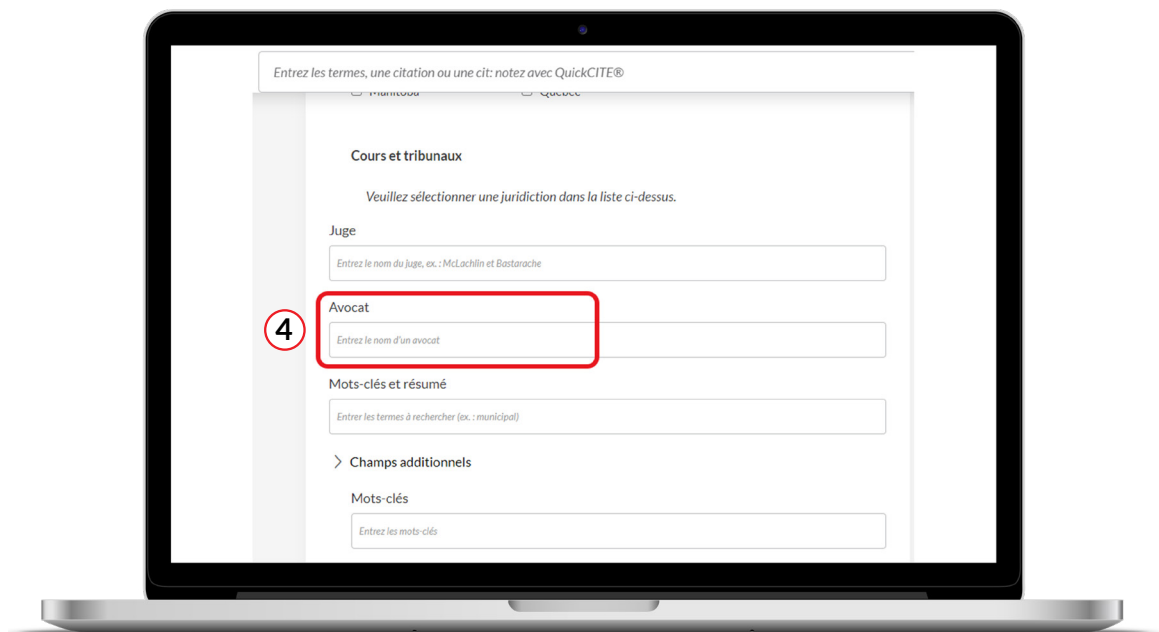 Entrez les termes, une citation ou une cit: notez avec QuickCITE®
Manitoba Québec
Cours et tribunaux
Veuillez sélectionner une juridiction dans la liste ci-dessus.
Juge
Entrez le nom du juge, ex. : McLachlin et Bastarache
4
Avocat
Entrez le nom d'un avocat
Mots-clés et résumé
Entrer les termes à rechercher (ex. : municipal)
Champs additionnels
Mots-clés
Entrez les mots-clés